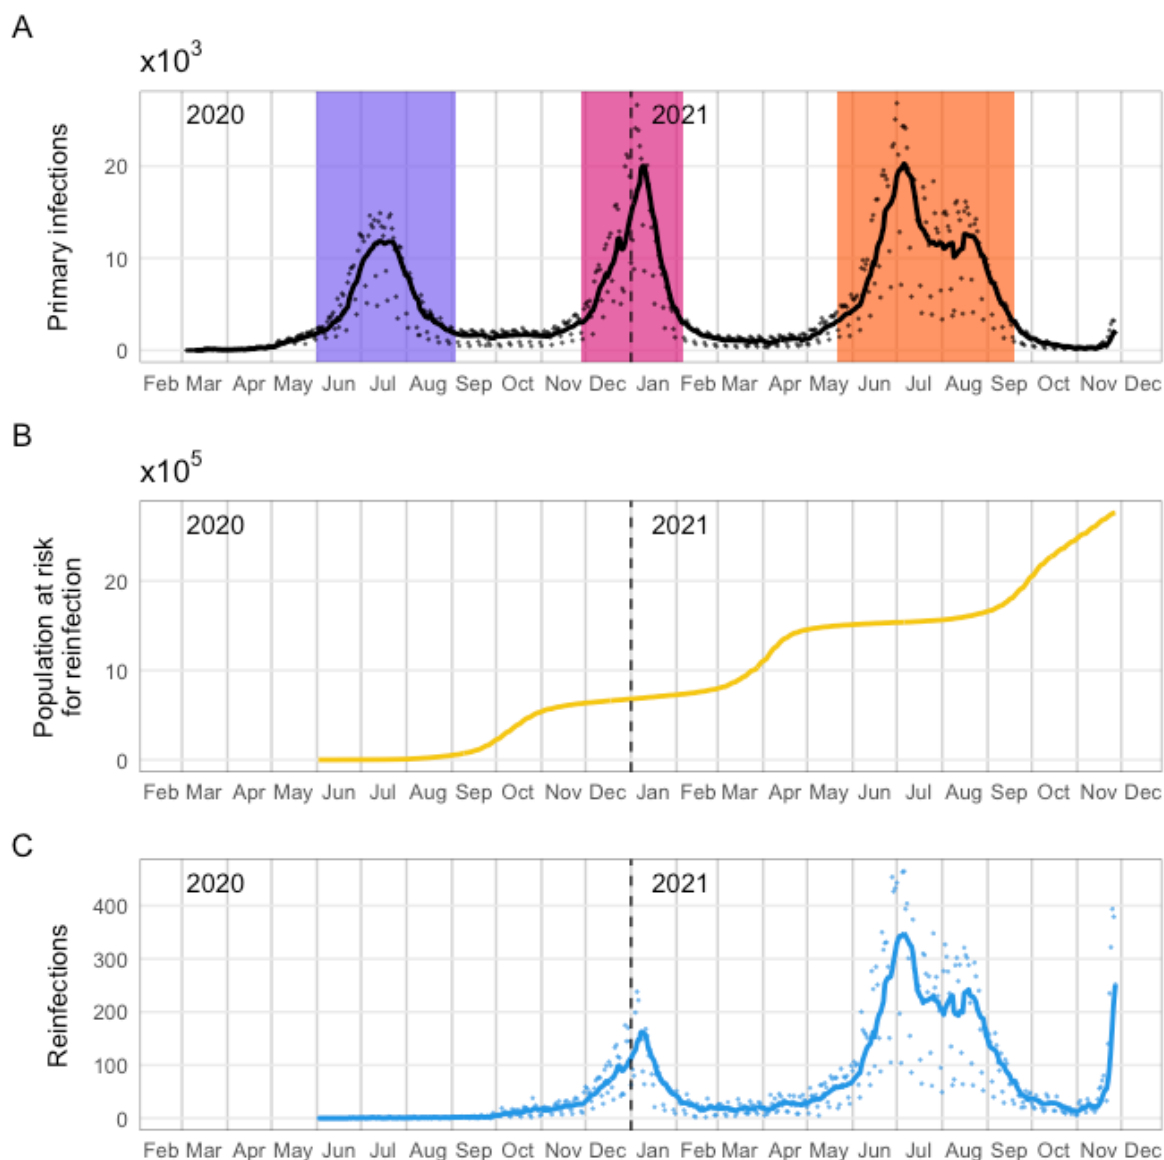 A
x10³
Primary infections
2020
2021
20
10
0
Feb Mar Apr May Jun Jul Aug Sep Oct Nov Dec Jan Feb Mar Apr May Jun Jul Aug Sep Oct Nov Dec
B
x10⁵
Population at risk
for reinfection
2020
2021
20
10
0
Feb Mar Apr May Jun Jul Aug Sep Oct Nov Dec Jan Feb Mar Apr May Jun Jul Aug Sep Oct Nov Dec
C
Reinfections
2020
2021
400
300
200
100
0
Feb Mar Apr May Jun Jul Aug Sep Oct Nov Dec Jan Feb Mar Apr May Jun Jul Aug Sep Oct Nov Dec